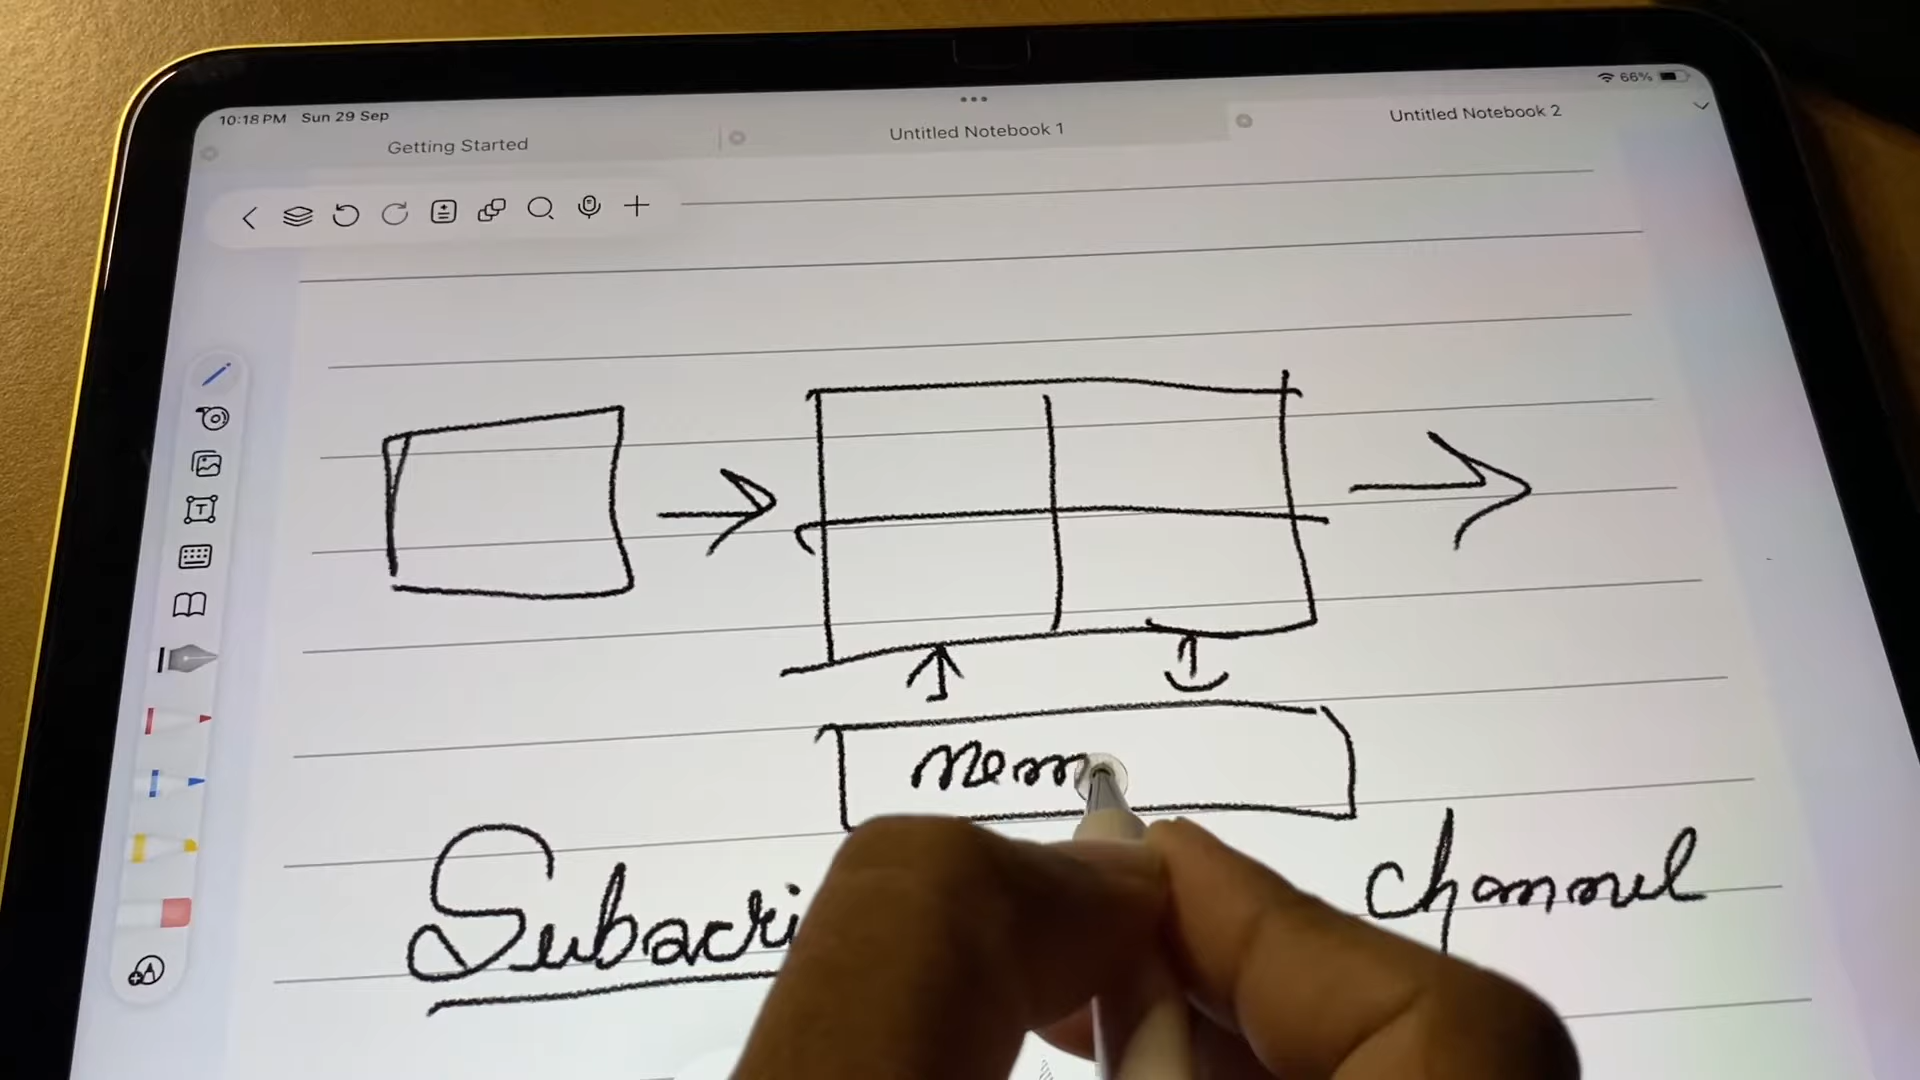 10:18 PM Sun 29 Sep
66%
Getting Started
Untitled Notebook 1
Untitled Notebook 2
T
Mem
Subscri
channel
A